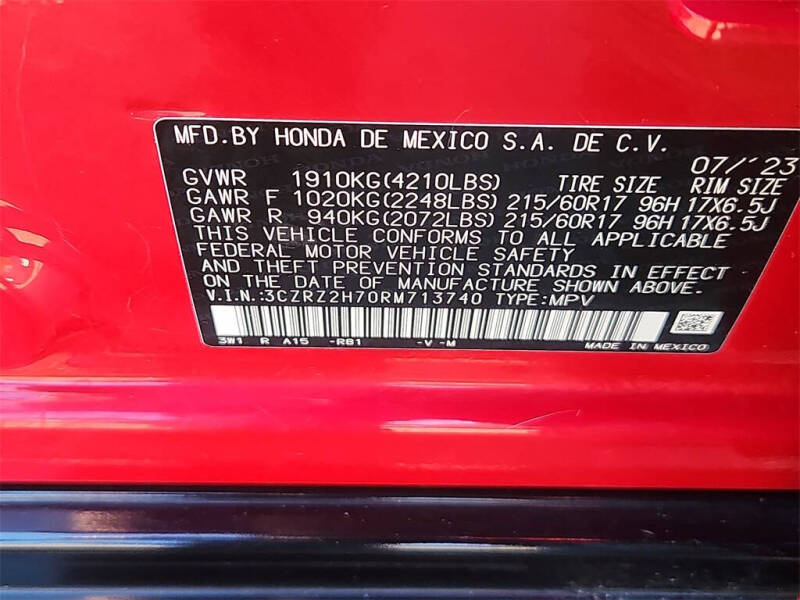 MFD.BY HONDA DE MEXICO S.A. DE C.V.
07/'23
GVWR 1910KG(4210LBS) TIRE SIZE RIM SIZE
GAWR F 1020KG(2248LBS) 215/60R17 96H 17X6.5J
GAWR R 940KG(2072LBS) 215/60R17 96H 17X6.5J
THIS VEHICLE CONFORMS TO ALL APPLICABLE
FEDERAL MOTOR VEHICLE SAFETY
AND THEFT PREVENTION STANDARDS IN EFFECT
ON THE DATE OF MANUFACTURE SHOWN ABOVE.
V.I.N.:3CZRZ2H70RM713740 TYPE:MPV
3W1 R A15 -RB1 -V -M
MADE IN MEXICO